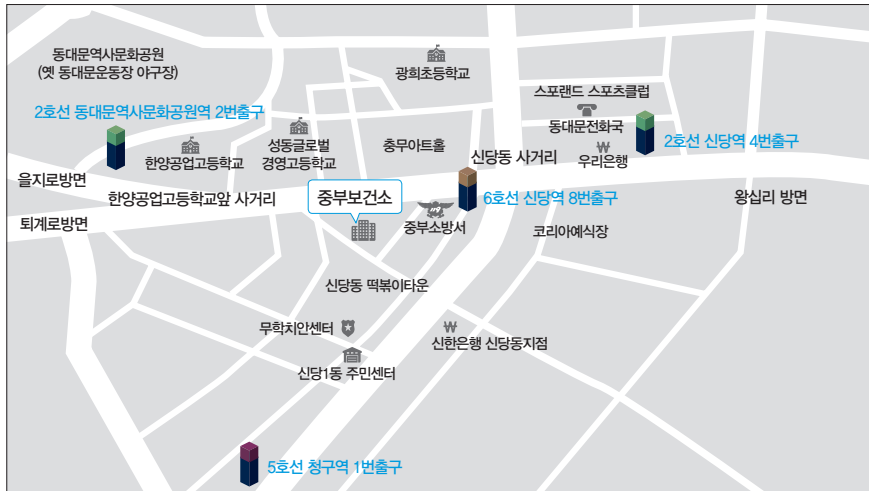 동대문역사문화공원
(옛 동대문운동장 야구장)
광희초등학교
스포랜드 스포츠클럽
2호선 동대문역사문화공원역 2번출구
동대문전화국
2호선 신당역 4번출구
성동글로벌
경영고등학교
충무아트홀
한양공업고등학교
신당동 사거리
우리은행
을지로방면
한양공업고등학교앞 사거리
중부보건소
6호선 신당역 8번출구
왕십리 방면
퇴계로방면
중부소방서
코리아예식장
신당동 떡볶이타운
무학치안센터
신한은행 신당동지점
신당1동 주민센터
5호선 청구역 1번출구